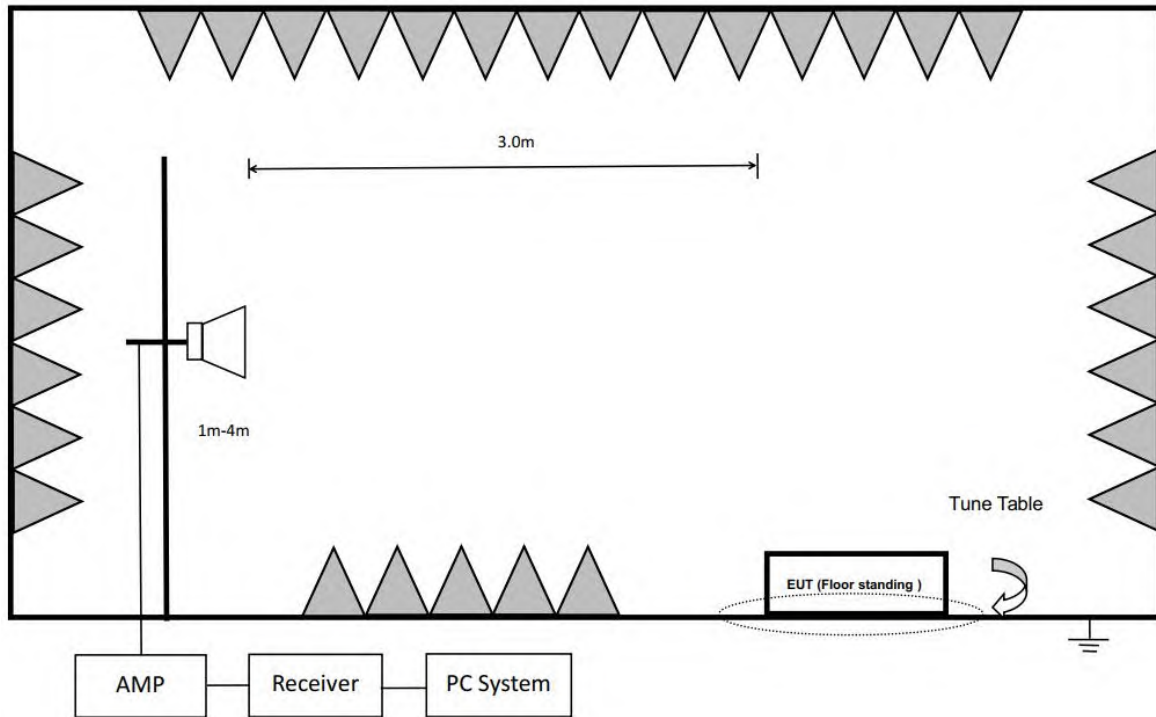 3.0m
1m-4m
Tune Table
EUT (Floor standing )
AMP
Receiver
PC System